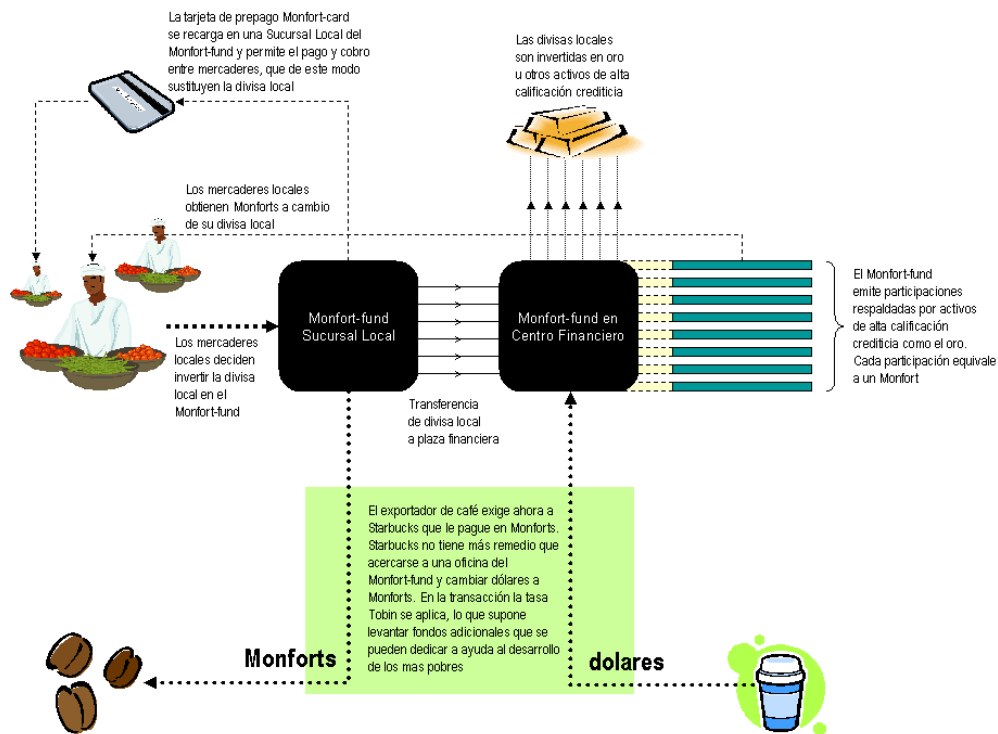 La tarjeta de prepago Monfort-card
se recarga en una Sucursal Local del
Monfort-fund y permite el pago y cobro
entre mercaderes, que de este modo
sustituyen la divisa local
Las divisas locales
son invertidas en oro
u otros activos de alta
calificación crediticia
Los mercaderes locales
obtienen Monforts a cambio
de su divisa local
Monfort-fund
Sucursal Local
Monfort-fund en
Centro Financiero
El Monfort-fund
emite participaciones
respaldadas por activos
de alta calificación
crediticia como el oro.
Cada participación equivale
a un Monfort
Los mercaderes
locales deciden
invertir la divisa
local en el
Monfort-fund
Transferencia
de divisa local
a plaza financiera
El exportador de café exige ahora a
Starbucks que le pague en Monforts.
Starbucks no tiene más remedio que
acercarse a una oficina del
Monfort-fund y cambiar dólares a
Monforts. En la transacción la tasa
Tobin se aplica, lo que supone
levantar fondos adicionales que se
pueden dedicar a ayuda al desarrollo
de los mas pobres
Monforts
dolares